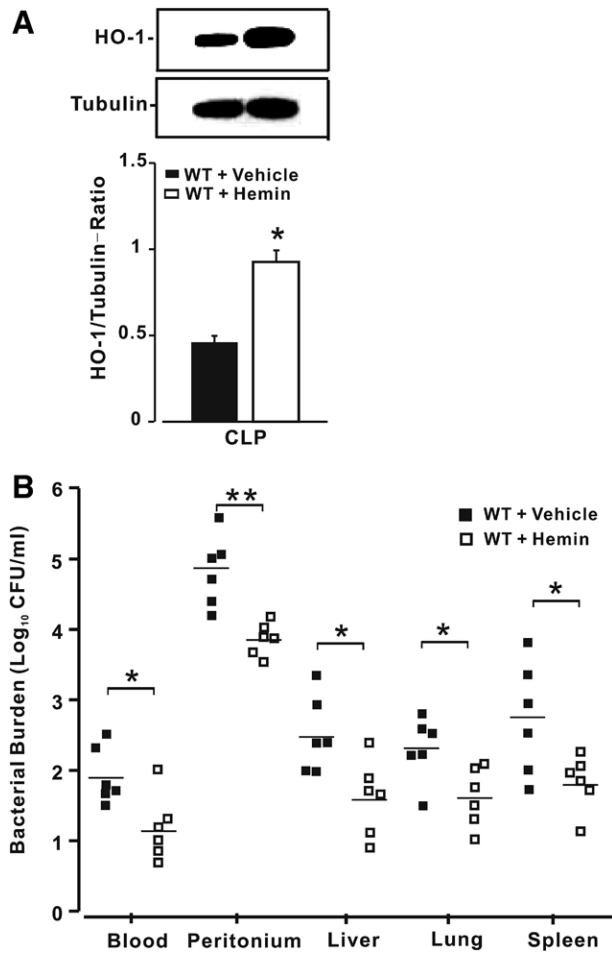 A
HO-1-
Tubulin-
1.5
1
0.5
0
HO-1/Tubulin-Ratio
WT + Vehicle
WT + Hemin
*
CLP
B
6
5
4
3
2
1
0
Bacterial Burden (Log10 CFU/ml)
WT + Vehicle
WT + Hemin
*
**
*
*
*
Blood Peritonium Liver Lung Spleen